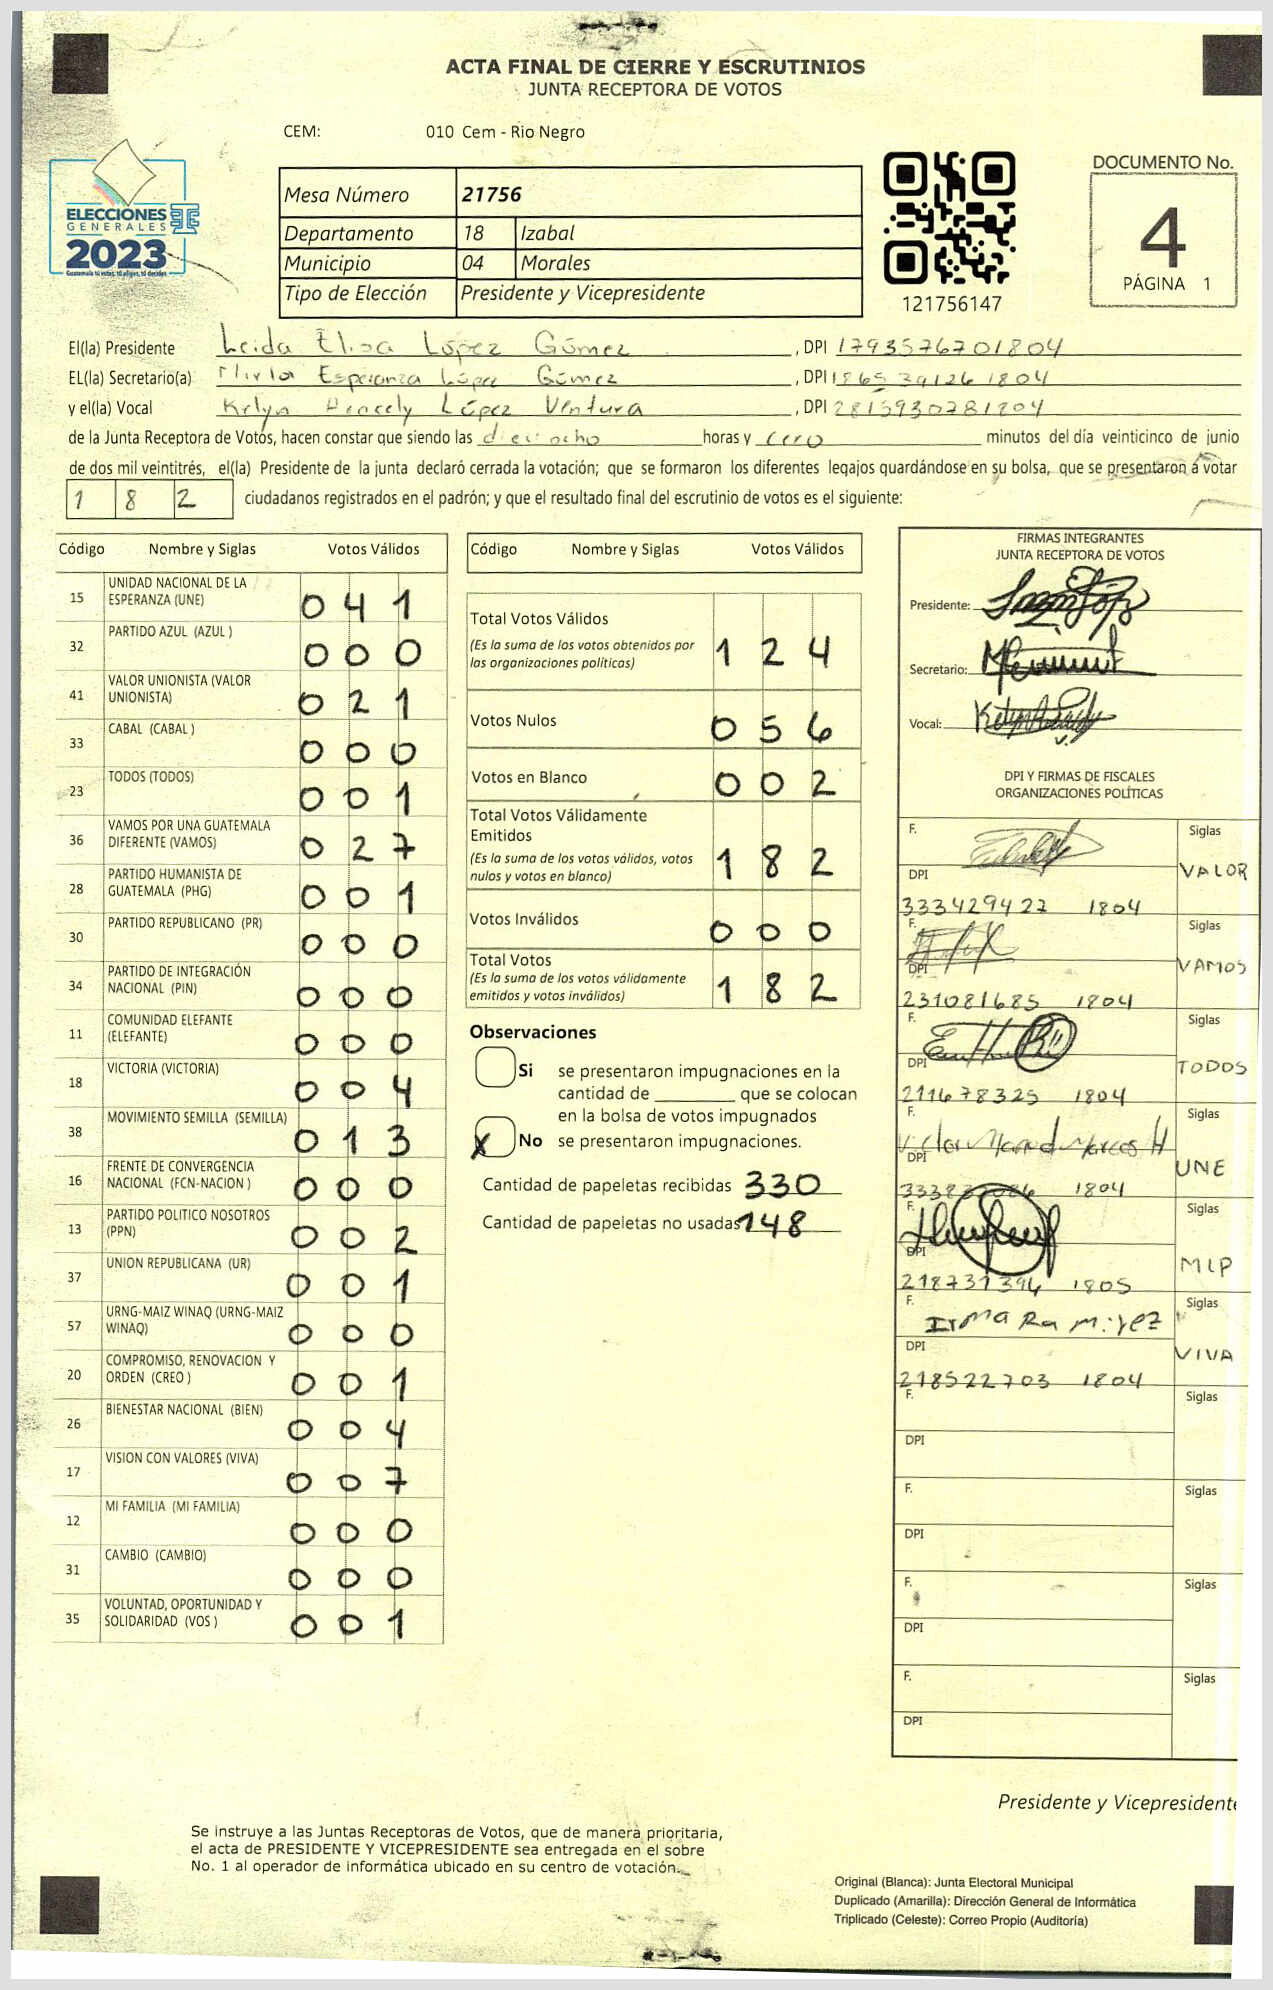 ACTA FINAL DE CIERRE Y ESCRUTINIOS
JUNTA RECEPTORA DE VOTOS
CEM: 010 Cem - Rio Negro
ELECCIONES
GENERALES
2023
Guatemala tú votas, tú eliges, tú decides
Mesa Número 21756
Departamento 18 Izabal
Municipio 04 Morales
Tipo de Elección Presidente y Vicepresidente
121756147
DOCUMENTO No.
4
PÁGINA 1
El(la) Presidente Leida Elisa López Gómez , DPI 1793576701804
EL(la) Secretario(a) Mirla Esperanza López Gómez , DPI 1865391261804
y el(la) Vocal Kelyn López Ventura , DPI 2815930781804
de la Junta Receptora de Votos, hacen constar que siendo las dieciocho horas y cero minutos del día veinticinco de junio
de dos mil veintitrés, el(la) Presidente de la junta declaró cerrada la votación; que se formaron los diferentes legajos quardándose en su bolsa, que se presentaron a votar
1 8 2 ciudadanos registrados en el padrón; y que el resultado final del escrutinio de votos es el siguiente:
Código Nombre y Siglas Votos Válidos
15 UNIDAD NACIONAL DE LA ESPERANZA (UNE) 0 4 1
32 PARTIDO AZUL (AZUL ) 0 0 0
41 VALOR UNIONISTA (VALOR UNIONISTA) 0 2 1
33 CABAL (CABAL ) 0 0 0
23 TODOS (TODOS) 0 0 1
36 VAMOS POR UNA GUATEMALA DIFERENTE (VAMOS) 0 2 7
28 PARTIDO HUMANISTA DE GUATEMALA (PHG) 0 0 1
30 PARTIDO REPUBLICANO (PR) 0 0 0
34 PARTIDO DE INTEGRACIÓN NACIONAL (PIN) 0 0 0
11 COMUNIDAD ELEFANTE (ELEFANTE) 0 0 0
18 VICTORIA (VICTORIA) 0 0 4
38 MOVIMIENTO SEMILLA (SEMILLA) 0 1 3
16 FRENTE DE CONVERGENCIA NACIONAL (FCN-NACION ) 0 0 0
13 PARTIDO POLITICO NOSOTROS (PPN) 0 0 2
37 UNION REPUBLICANA (UR) 0 0 1
57 URNG-MAIZ WINAQ (URNG-MAIZ WINAQ) 0 0 0
20 COMPROMISO, RENOVACION Y ORDEN (CREO ) 0 0 1
26 BIENESTAR NACIONAL (BIEN) 0 0 4
17 VISION CON VALORES (VIVA) 0 0 7
12 MI FAMILIA (MI FAMILIA) 0 0 0
31 CAMBIO (CAMBIO) 0 0 0
35 VOLUNTAD, OPORTUNIDAD Y SOLIDARIDAD (VOS ) 0 0 1
Código Nombre y Siglas Votos Válidos
Total Votos Válidos
(Es la suma de los votos obtenidos por
las organizaciones políticas) 1 2 4
Votos Nulos 0 5 6
Votos en Blanco 0 0 2
Total Votos Válidamente
Emitidos
(Es la suma de los votos válidos, votos
nulos y votos en blanco) 1 8 2
Votos Inválidos 0 0 0
Total Votos
(Es la suma de los votos válidamente
emitidos y votos inválidos) 1 8 2
Observaciones
Si se presentaron impugnaciones en la
cantidad de ________ que se colocan
en la bolsa de votos impugnados
X No se presentaron impugnaciones.
Cantidad de papeletas recibidas 330
Cantidad de papeletas no usadas 148
FIRMAS INTEGRANTES
JUNTA RECEPTORA DE VOTOS
Presidente:
Secretario:
Vocal:
DPI Y FIRMAS DE FISCALES
ORGANIZACIONES POLÍTICAS
F. Siglas
DPI VALOR
333429427 1804
F. Siglas
DPI VAMOS
231081685 1804
F. Siglas
DPI TODOS
211678325 1804
F. Siglas
DPI UNE
1804
F. Siglas
DPI MLP
218731396 1805
F. Irma Ramirez Siglas
DPI VIVA
218522703 1804
F. Siglas
DPI
F. Siglas
DPI
F. Siglas
DPI
F. Siglas
DPI
Presidente y Vicepresidente
Se instruye a las Juntas Receptoras de Votos, que de manera prioritaria,
el acta de PRESIDENTE Y VICEPRESIDENTE sea entregada en el sobre
No. 1 al operador de informática ubicado en su centro de votación.
Original (Blanca): Junta Electoral Municipal
Duplicado (Amarilla): Dirección General de Informática
Triplicado (Celeste): Correo Propio (Auditoría)